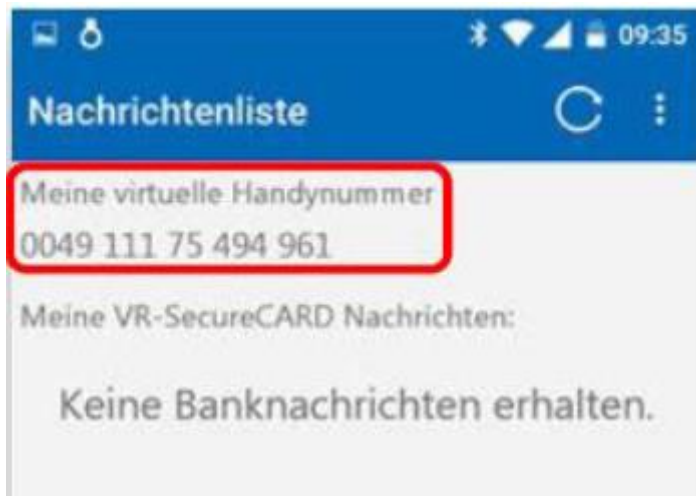 09:35
Nachrichtenliste
Meine virtuelle Handynummer
0049 111 75 494 961
Meine VR-SecureCARD Nachrichten:
Keine Banknachrichten erhalten.